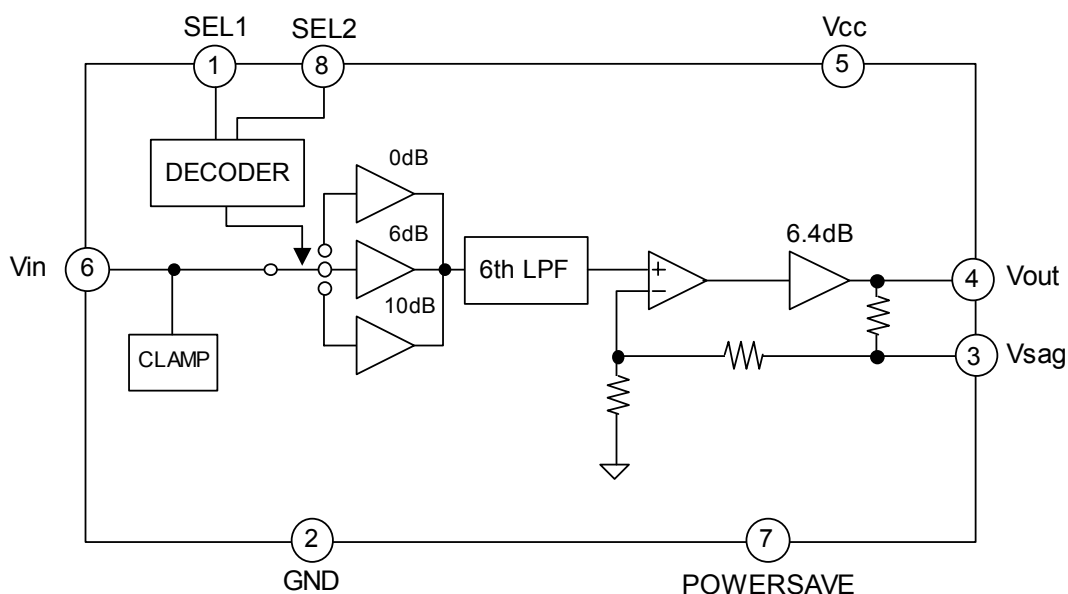 SEL1
SEL2
Vcc
1
8
5
DECODER
0dB
6dB
10dB
Vin
6
6th LPF
+
−
6.4dB
4
Vout
CLAMP
3
Vsag
2
GND
7
POWERSAVE